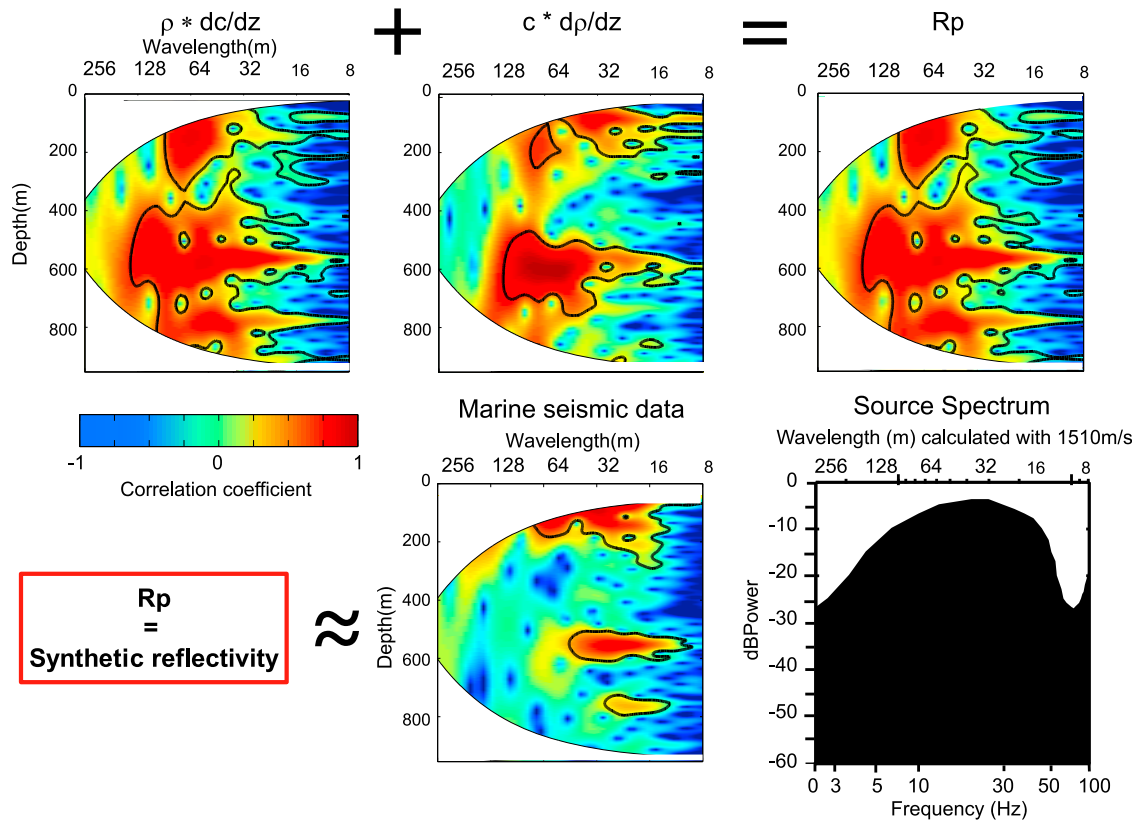 ρ * dc/dz + c * dρ/dz = Rp
Wavelength(m)
256 128 64 32 16 8
256 128 64 32 16 8
256 128 64 32 16 8
Depth(m)
0
200
400
600
800
0
200
400
600
800
0
200
400
600
800
-1 0 1
Correlation coefficient
Rp
=
Synthetic reflectivity
≈
Marine seismic data
Wavelength(m)
256 128 64 32 16 8
Depth(m)
0
200
400
600
800
Source Spectrum
Wavelength (m) calculated with 1510m/s
256 128 64 32 16 8
dBPower
0
-10
-20
-30
-40
-50
-60
0 3 5 10 30 50 100
Frequency (Hz)